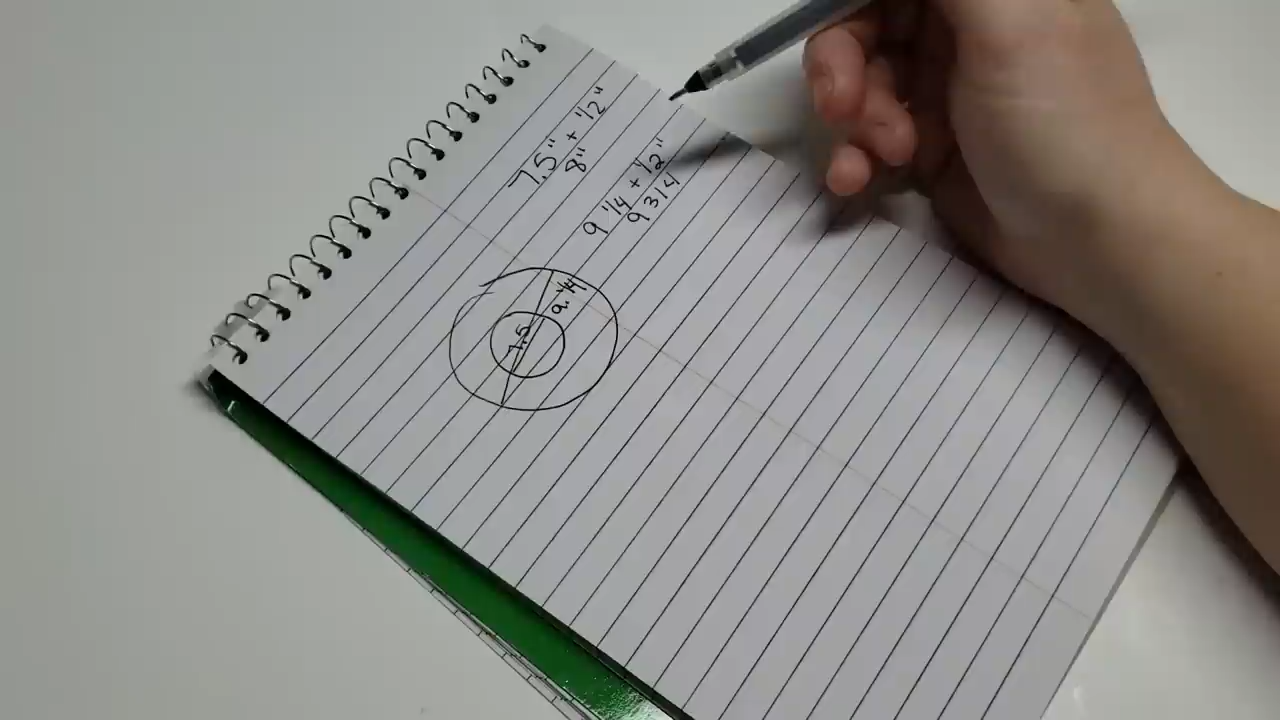 7.5" + 1/2"
8"
9 1/4 + 1/2"
9 3/4
7.5
9.1/4